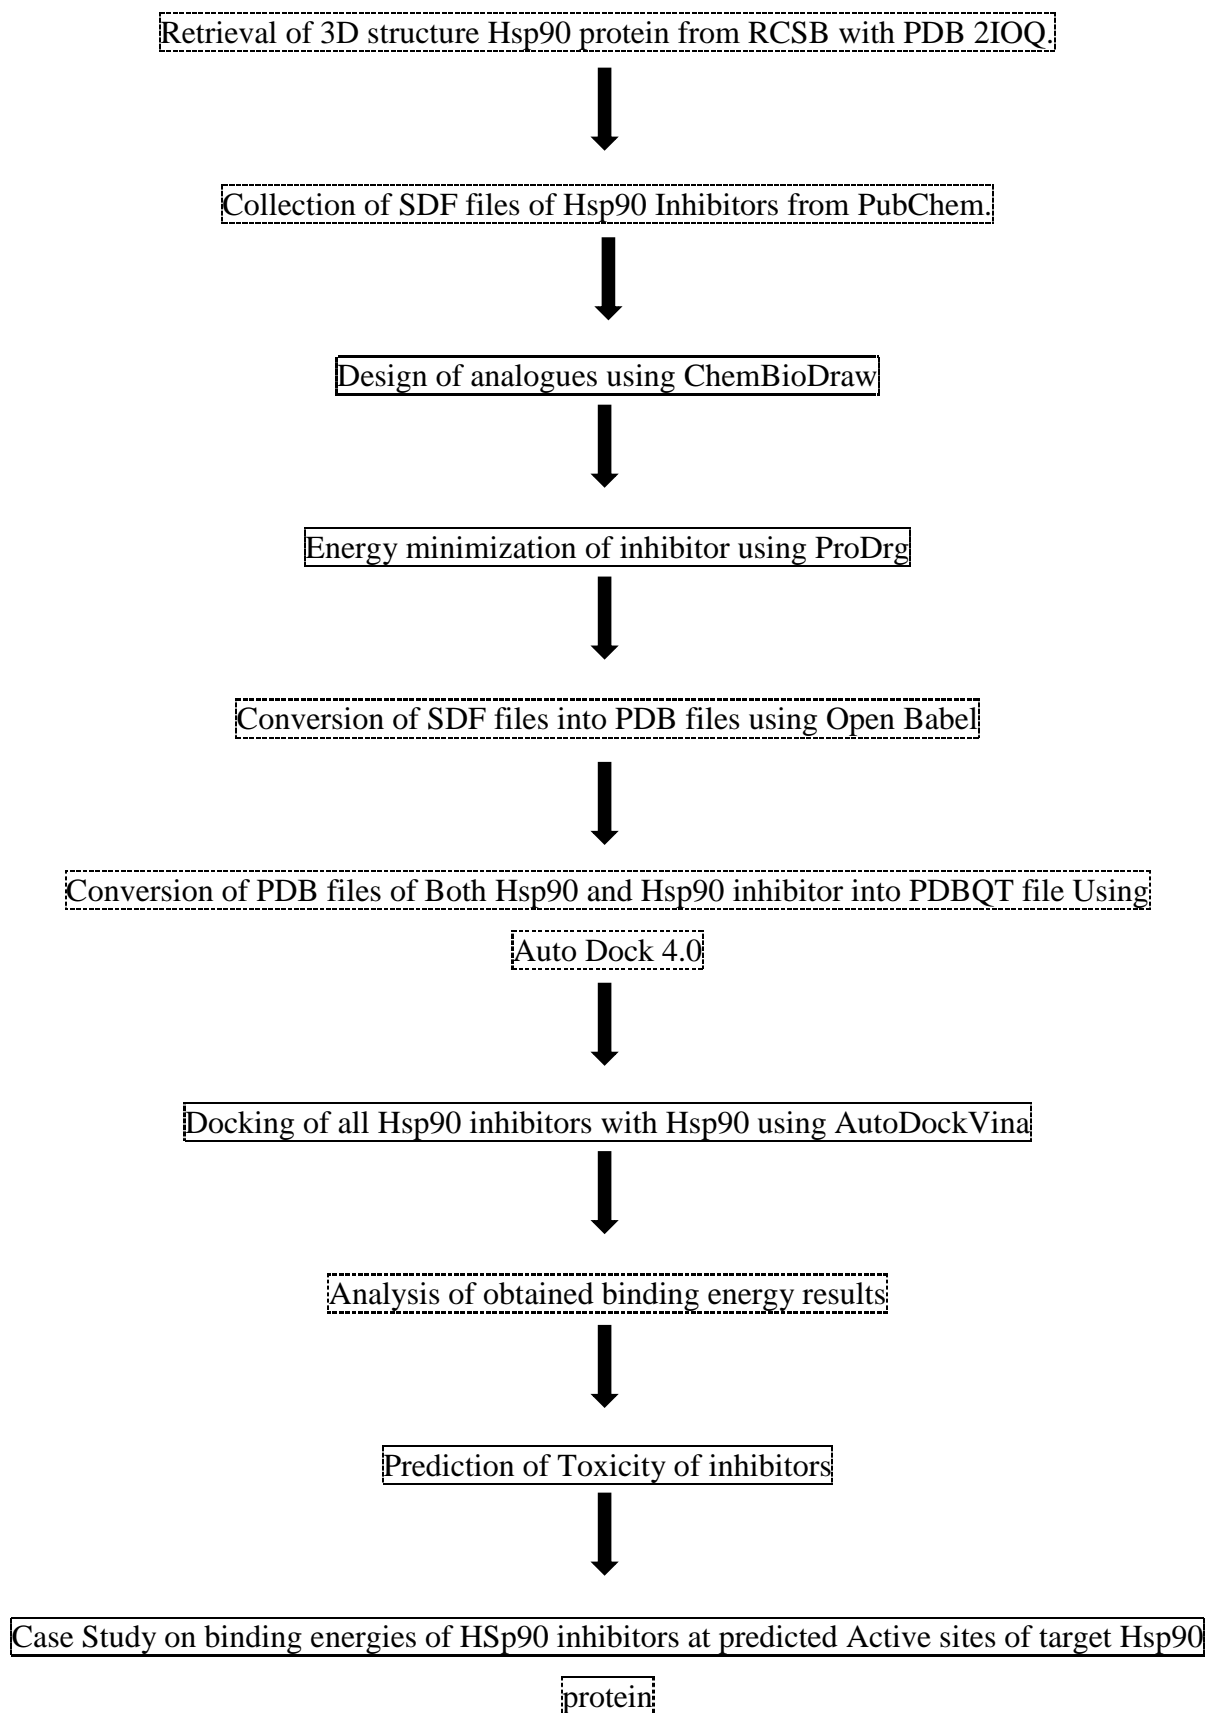 Retrieval of 3D structure Hsp90 protein from RCSB with PDB 2IOQ.
Collection of SDF files of Hsp90 Inhibitors from PubChem.
Design of analogues using ChemBioDraw
Energy minimization of inhibitor using ProDrg
Conversion of SDF files into PDB files using Open Babel
Conversion of PDB files of Both Hsp90 and Hsp90 inhibitor into PDBQT file Using
Auto Dock 4.0
Docking of all Hsp90 inhibitors with Hsp90 using AutoDockVina
Analysis of obtained binding energy results
Prediction of Toxicity of inhibitors
Case Study on binding energies of HSp90 inhibitors at predicted Active sites of target Hsp90
protein